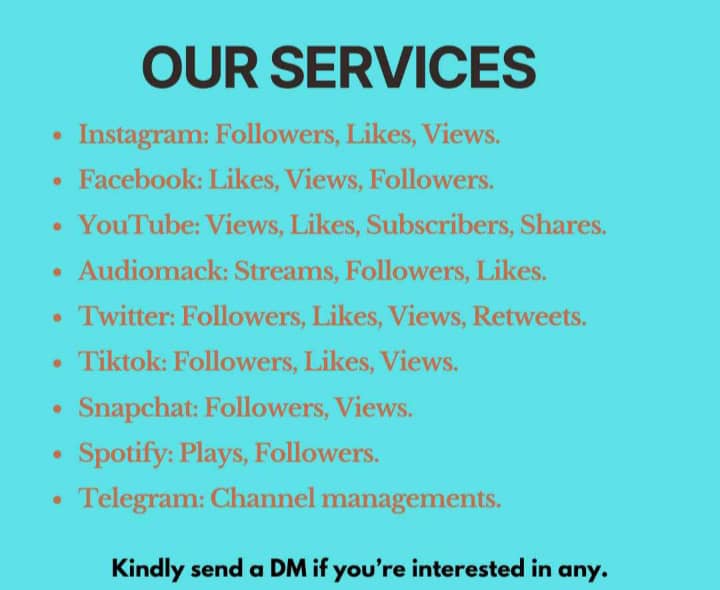 OUR SERVICES
• Instagram: Followers, Likes, Views.
• Facebook: Likes, Views, Followers.
• YouTube: Views, Likes, Subscribers, Shares.
• Audiomack: Streams, Followers, Likes.
• Twitter: Followers, Likes, Views, Retweets.
• Tiktok: Followers, Likes, Views.
• Snapchat: Followers, Views.
• Spotify: Plays, Followers.
• Telegram: Channel managements.
Kindly send a DM if you’re interested in any.